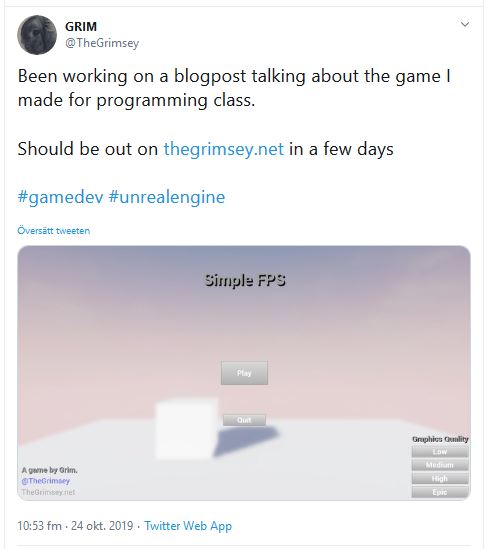 GRIM
@TheGrimsey
Been working on a blogpost talking about the game I
made for programming class.
Should be out on thegrimsey.net in a few days
#gamedev #unrealengine
Översätt tweeten
Simple FPS
Play
Quit
Graphics Quality
Low
Medium
High
Epic
A game by Grim.
@TheGrimsey
TheGrimsey.net
10:53 fm · 24 okt. 2019 · Twitter Web App